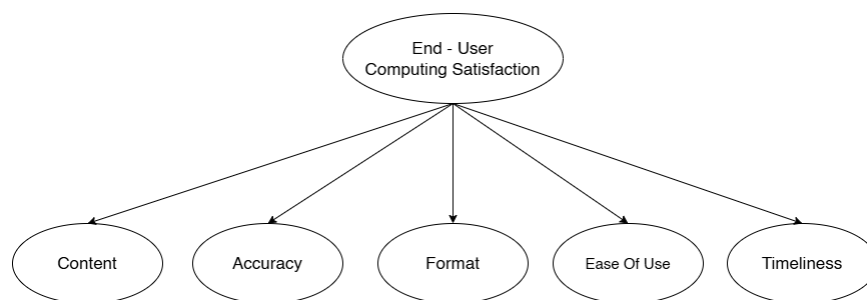 End - User
Computing Satisfaction
Content
Accuracy
Format
Ease Of Use
Timeliness